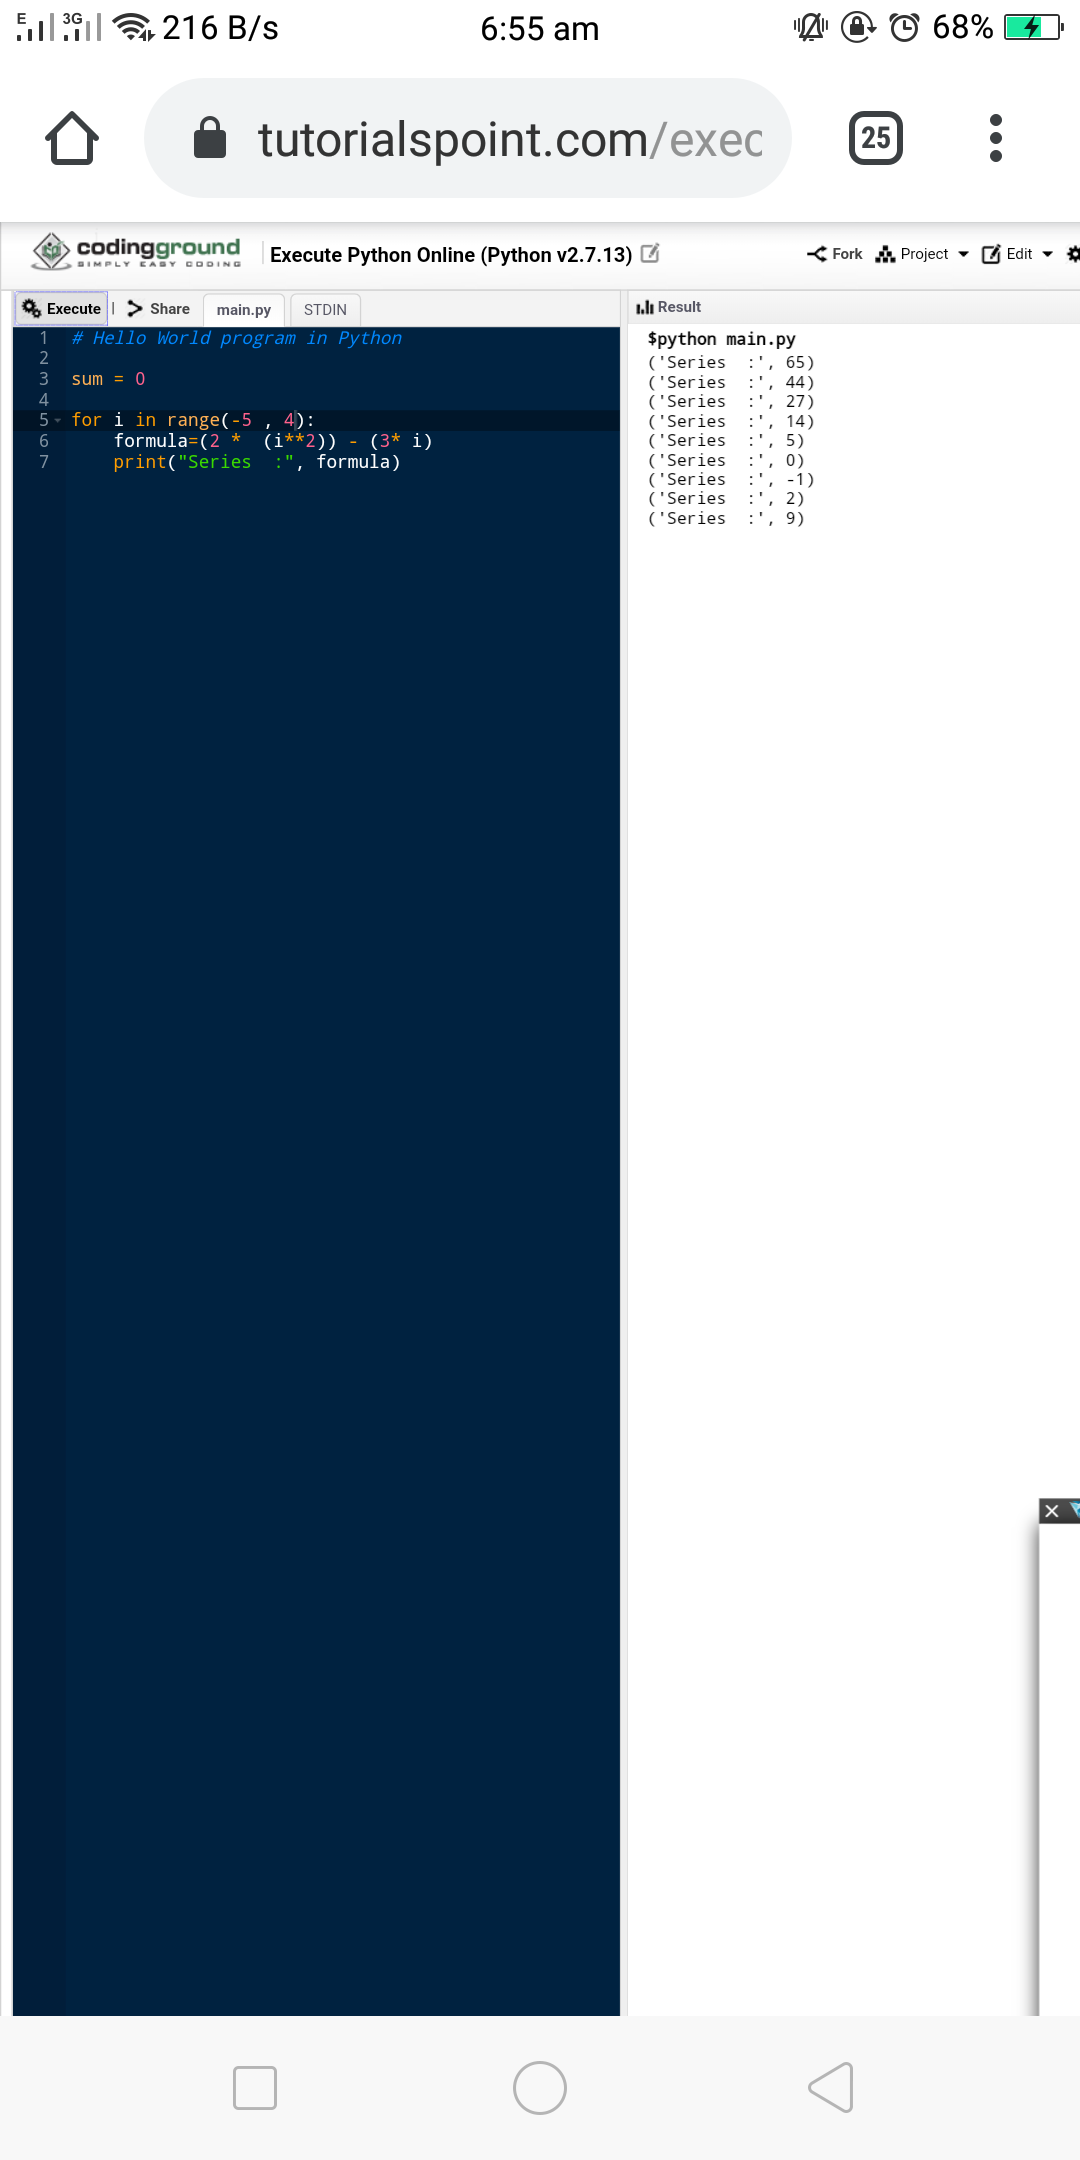 E 3G 216 B/s 6:55 am 68%
tutorialspoint.com/exec 25
codingground
SIMPLY EASY CODING
Execute Python Online (Python v2.7.13) Fork Project Edit
Execute | Share main.py STDIN
1 # Hello World program in Python
2
3 sum = 0
4
5 for i in range(-5 , 4):
6 formula=(2 *  (i**2)) - (3* i)
7 print("Series  :", formula)
Result
$python main.py
('Series  :', 65)
('Series  :', 44)
('Series  :', 27)
('Series  :', 14)
('Series  :', 5)
('Series  :', 0)
('Series  :', -1)
('Series  :', 2)
('Series  :', 9)